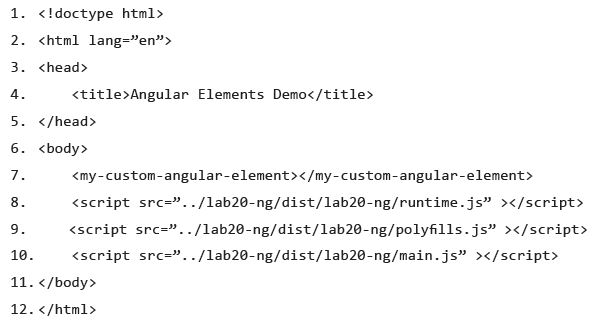 1. <!doctype html>
2. <html lang=”en”>
3. <head>
4. <title>Angular Elements Demo</title>
5. </head>
6. <body>
7. <my-custom-angular-element></my-custom-angular-element>
8. <script src=”../lab20-ng/dist/lab20-ng/runtime.js” ></script>
9. <script src=”../lab20-ng/dist/lab20-ng/polyfills.js” ></script>
10. <script src=”../lab20-ng/dist/lab20-ng/main.js” ></script>
11. </body>
12. </html>